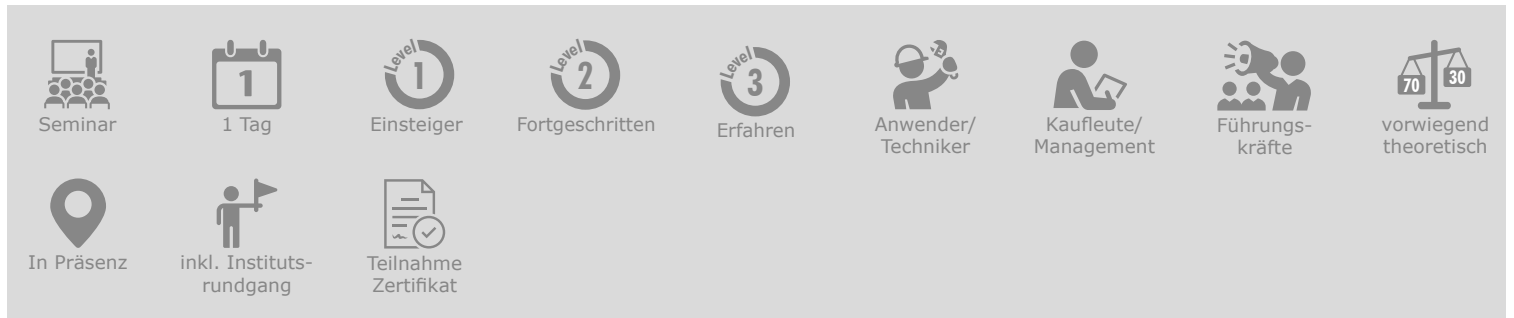 1
Level
1
Level
2
Level
3
70
30
Seminar
1 Tag
Einsteiger
Fortgeschritten
Erfahren
Anwender/
Techniker
Kaufleute/
Management
Führungs-
kräfte
vorwiegend
theoretisch
In Präsenz
inkl. Instituts-
rundgang
Teilnahme
Zertifikat